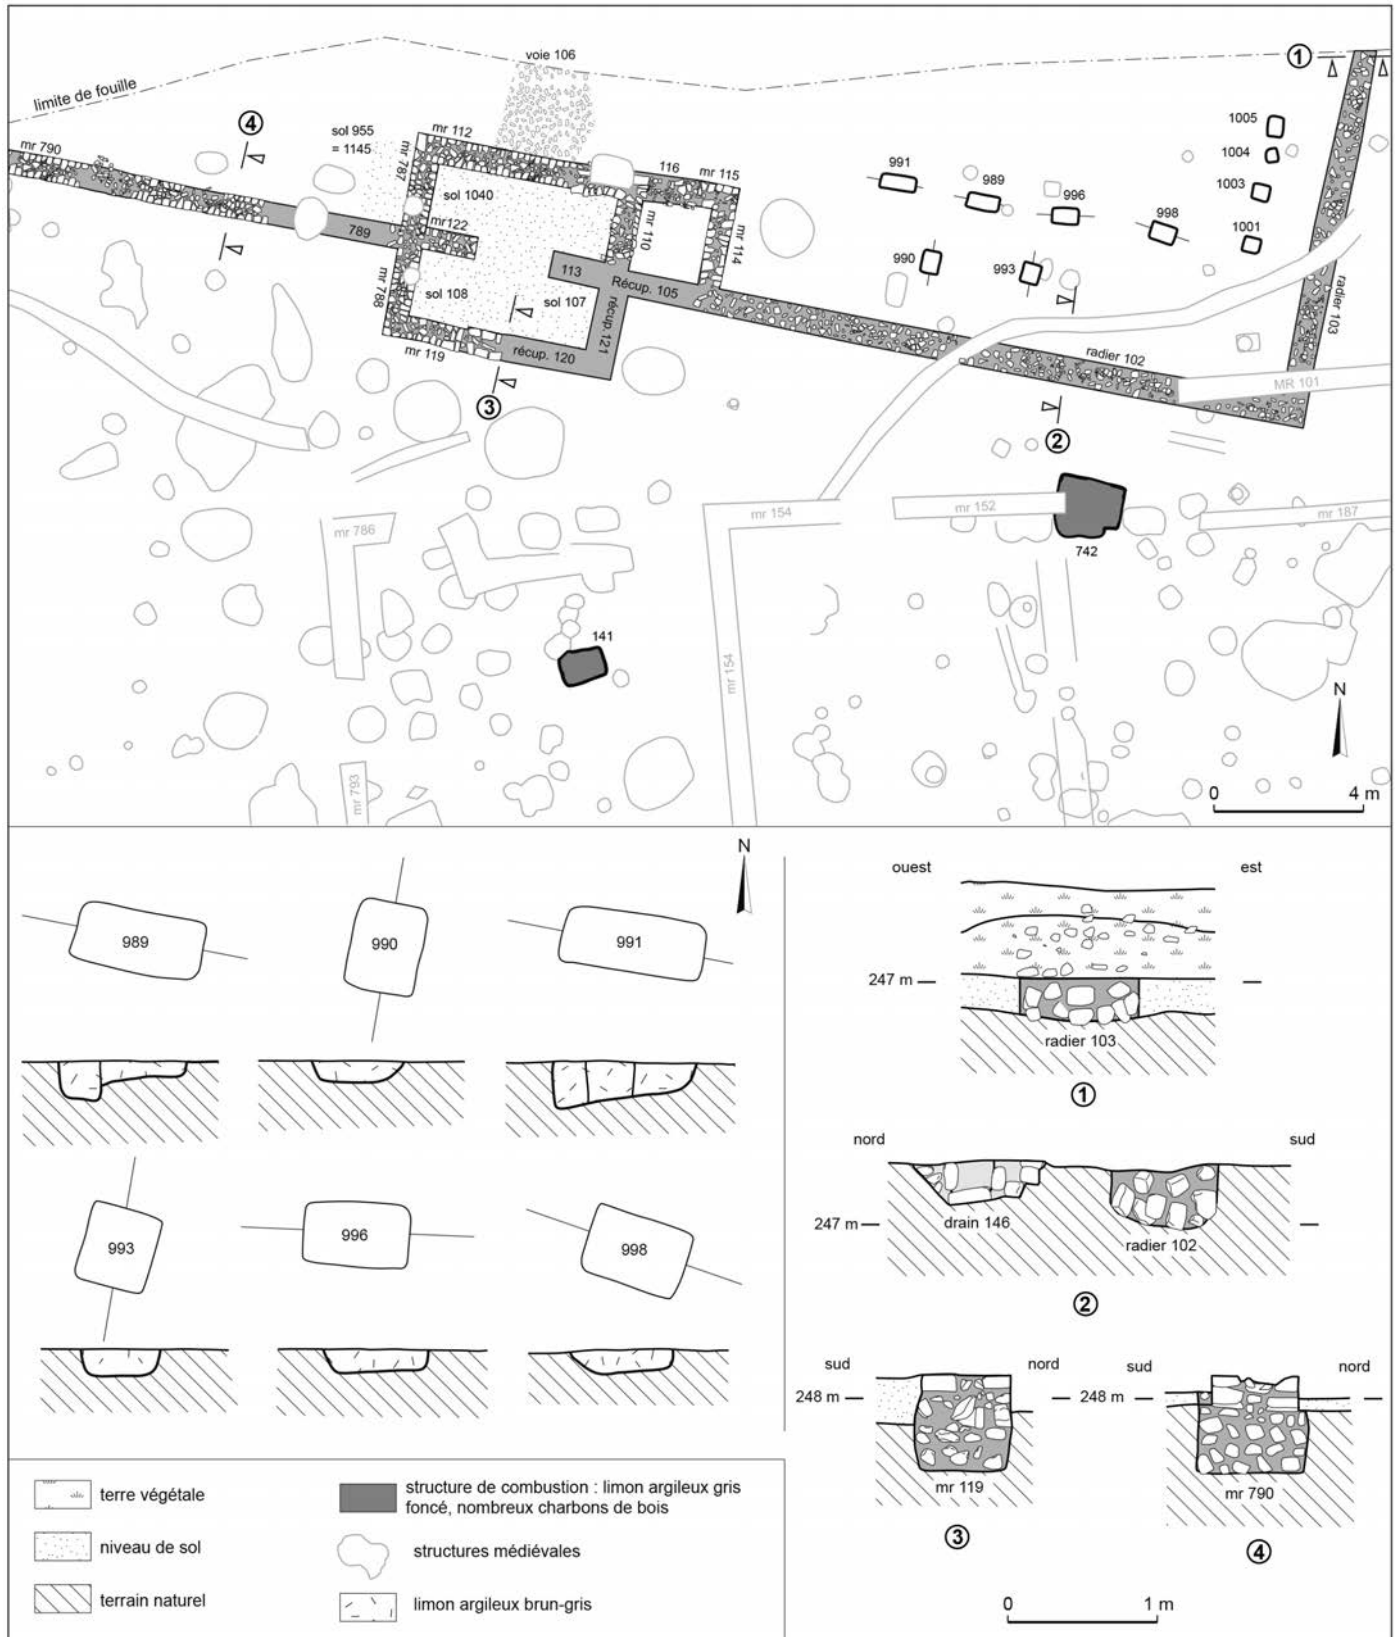 voie 106
①
limite de fouille
④
sol 955
= 1145
mr 112
mr 790
mr 787
116
mr 115
1005
1004
1003
1001
991
989
996
998
sol 1040
mr122
mr 110
mr 114
990
993
789
113
Récup. 105
mr 788
sol 108
sol 107
récup. 121
radier 103
mr 119
récup. 120
radier 102
MR 101
③
②
mr 786
mr 154
mr 152
mr 187
742
141
mr 154
mr 793
N
0 4 m
N
989
990
991
993
996
998
ouest est
247 m
radier 103
①
nord sud
247 m
drain 146
radier 102
②
sud nord
248 m
mr 119
③
sud nord
248 m
mr 790
④
0 1 m
terre végétale
niveau de sol
terrain naturel
structure de combustion : limon argileux gris
foncé, nombreux charbons de bois
structures médiévales
limon argileux brun-gris